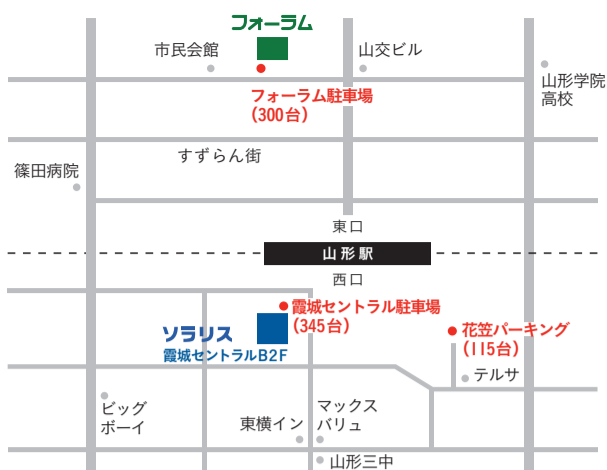 フォーラム
市民会館
山交ビル
山形学院
高校
フォーラム駐車場
(300台)
すずらん街
篠田病院
東口
山形駅
西口
霞城セントラル駐車場
(345台)
ソラリス
霞城セントラルB2F
花笠パーキング
(115台)
テルサ
ビッグ
ボーイ
東横イン
マックス
バリュ
山形三中